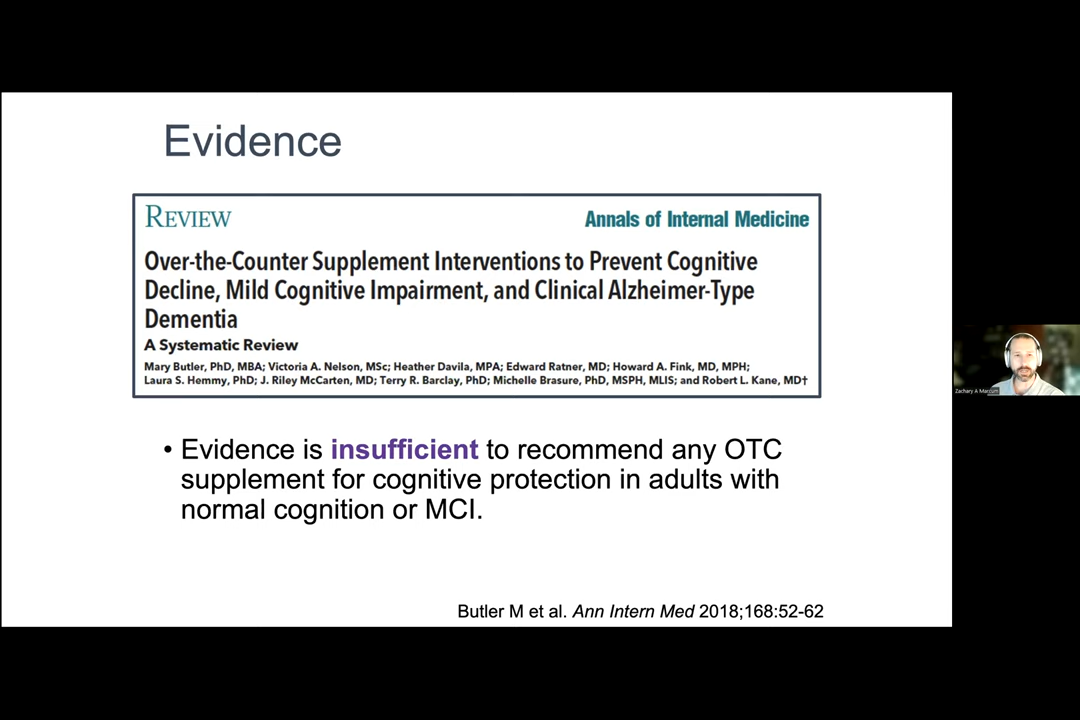 Evidence
REVIEW
Annals of Internal Medicine
Over-the-Counter Supplement Interventions to Prevent Cognitive
Decline, Mild Cognitive Impairment, and Clinical Alzheimer-Type
Dementia
A Systematic Review
Mary Butler, PhD, MBA; Victoria A. Nelson, MSc; Heather Davila, MPA; Edward Ratner, MD; Howard A. Fink, MD, MPH;
Laura S. Hemmy, PhD; J. Riley McCarten, MD; Terry R. Barclay, PhD; Michelle Brasure, PhD, MSPH, MLIS; and Robert L. Kane, MD†
• Evidence is insufficient to recommend any OTC
supplement for cognitive protection in adults with
normal cognition or MCI.
Butler M et al. Ann Intern Med 2018;168:52-62
Zachary A Marcum